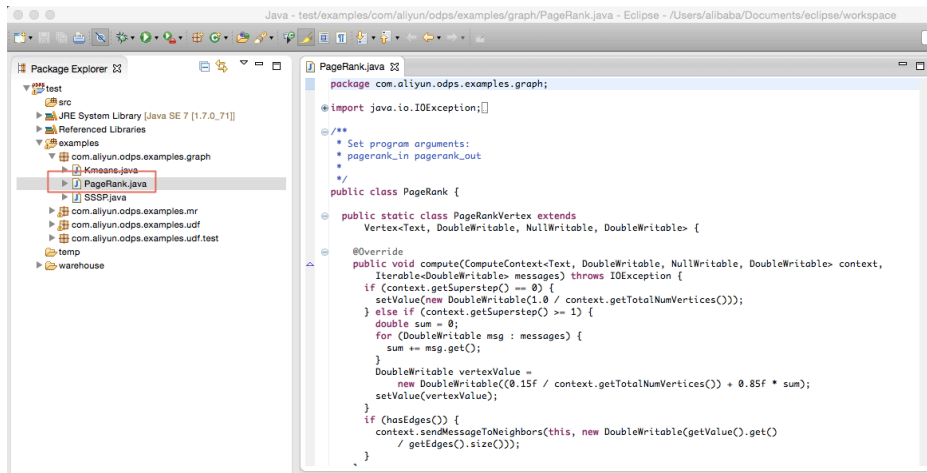 Java - test/examples/com/aliyun/odps/examples/graph/PageRank.java - Eclipse - /Users/alibaba/Documents/eclipse/workspace
Package Explorer
test
src
JRE System Library [Java SE 7 [1.7.0_71]]
Referenced Libraries
examples
com.aliyun.odps.examples.graph
Kmeans.java
PageRank.java
SSSP.java
com.aliyun.odps.examples.mr
com.aliyun.odps.examples.udf
com.aliyun.odps.examples.udf.test
temp
warehouse
PageRank.java
package com.aliyun.odps.examples.graph;
import java.io.IOException;
/**
* Set program arguments:
* pagerank_in pagerank_out
*
*/
public class PageRank {
public static class PageRankVertex extends
Vertex<Text, DoubleWritable, NullWritable, DoubleWritable> {
@Override
public void compute(ComputeContext<Text, DoubleWritable, NullWritable, DoubleWritable> context,
Iterable<DoubleWritable> messages) throws IOException {
if (context.getSuperstep() == 0) {
setValue(new DoubleWritable(1.0 / context.getTotalNumVertices()));
} else if (context.getSuperstep() >= 1) {
double sum = 0;
for (DoubleWritable msg : messages) {
sum += msg.get();
}
DoubleWritable vertexValue =
new DoubleWritable((0.15f / context.getTotalNumVertices()) + 0.85f * sum);
setValue(vertexValue);
}
if (hasEdges()) {
context.sendMessageToNeighbors(this, new DoubleWritable(getValue().get()
/ getEdges().size()));
}